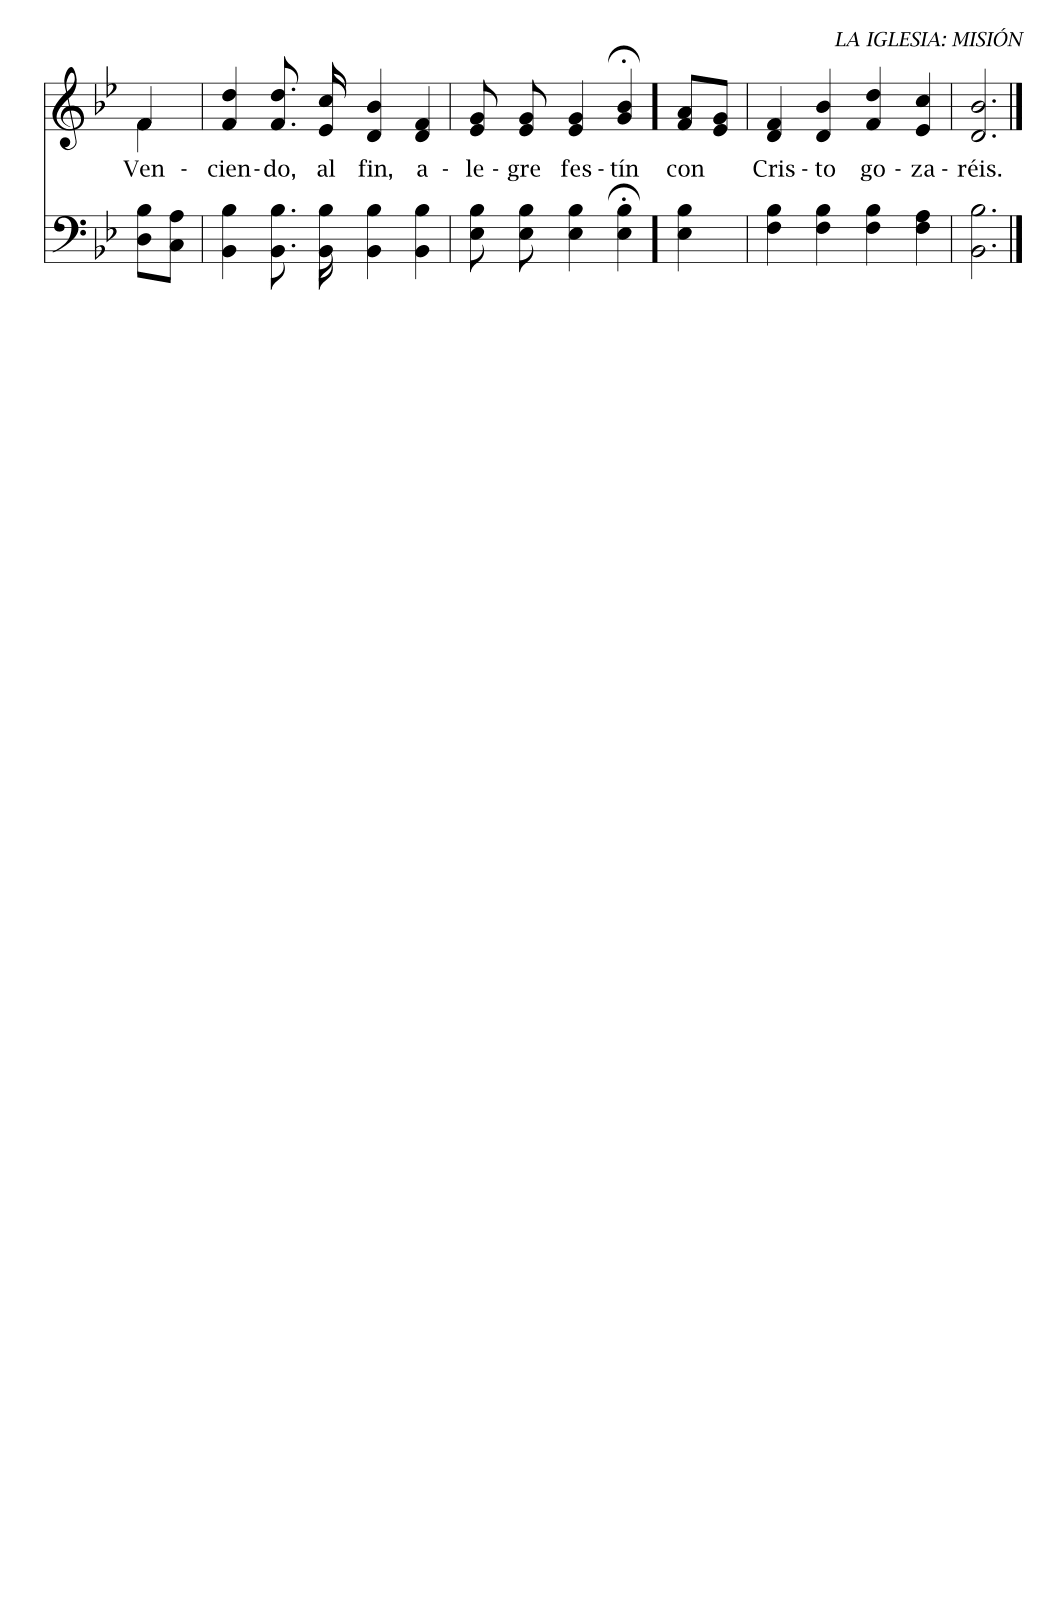 LA IGLESIA: MISIÓN
Ven - cien - do, al fin, a - le - gre fes - tín con Cris - to go - za - réis.